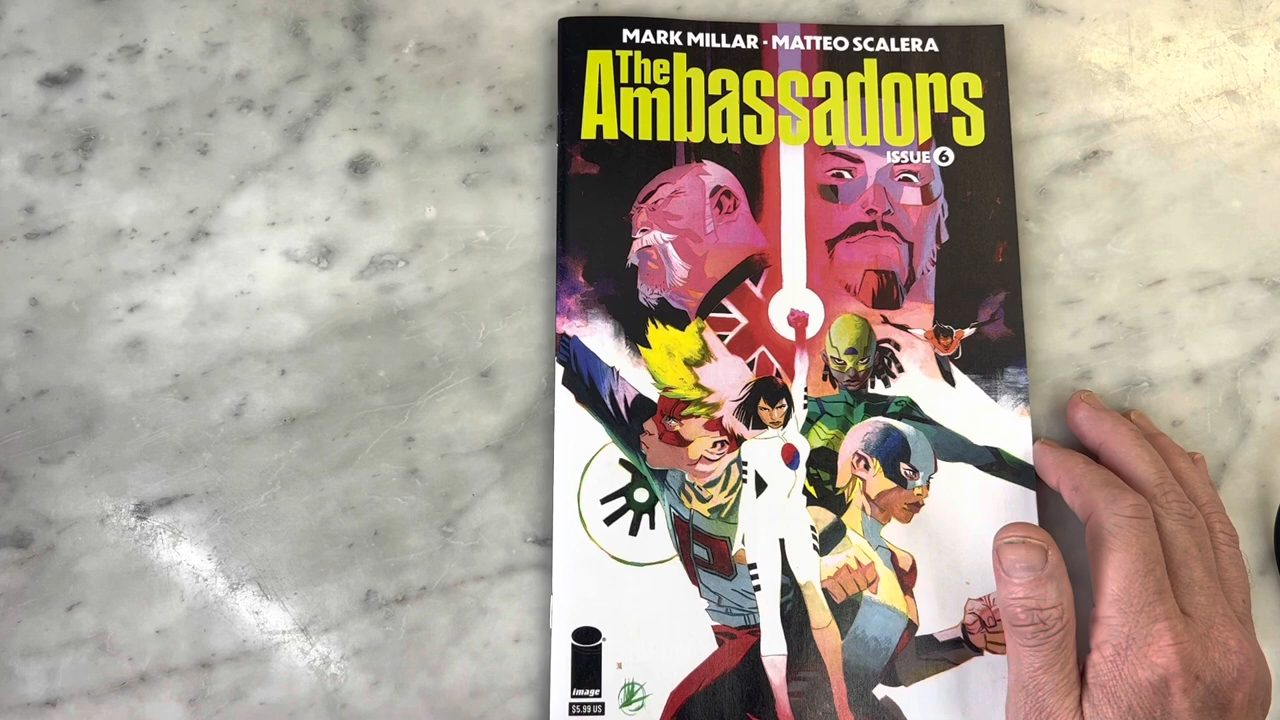 MARK MILLAR · MATTEO SCALERA
The
Ambassadors
ISSUE 6
image
$5.99 US